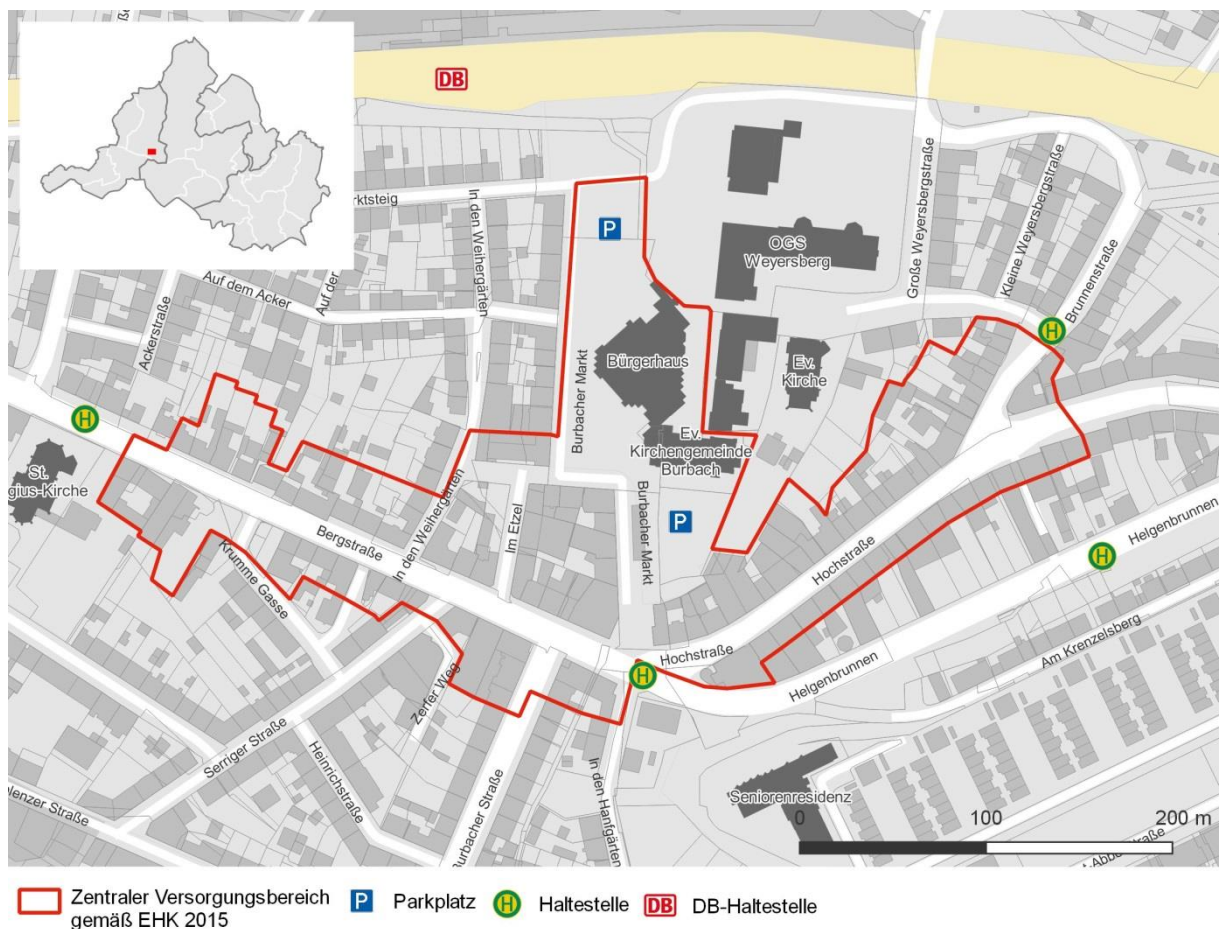 DB
rktsteig
In den Weihergärten
P
OGS
Weyersberg
Große Weyersbergstraße
Kleine Weyersbergstraße
Brunnenstraße
H
Auf dem Acker
Auf der
Ackerstraße
Burbacher Markt
Bürgerhaus
Ev.
Kirche
H
St.
gius-Kirche
Ev.
Kirchengemeinde
Burbach
In den Weihergärten
Im Etzel
Bergstraße
Krumme Gasse
P
Burbacher Markt
Hochstraße
Helgenbrunnen
H
Am Krenzelsberg
Hochstraße
H
Helgenbrunnen
Zerfer Weg
Serriger Straße
Heinrichstraße
olenzer Straße
Burbacher Straße
In den Hanfgärten
Seniorenresidenz
0 100 200 m
Zentraler Versorgungsbereich
gemäß EHK 2015
P Parkplatz
H Haltestelle
DB DB-Haltestelle